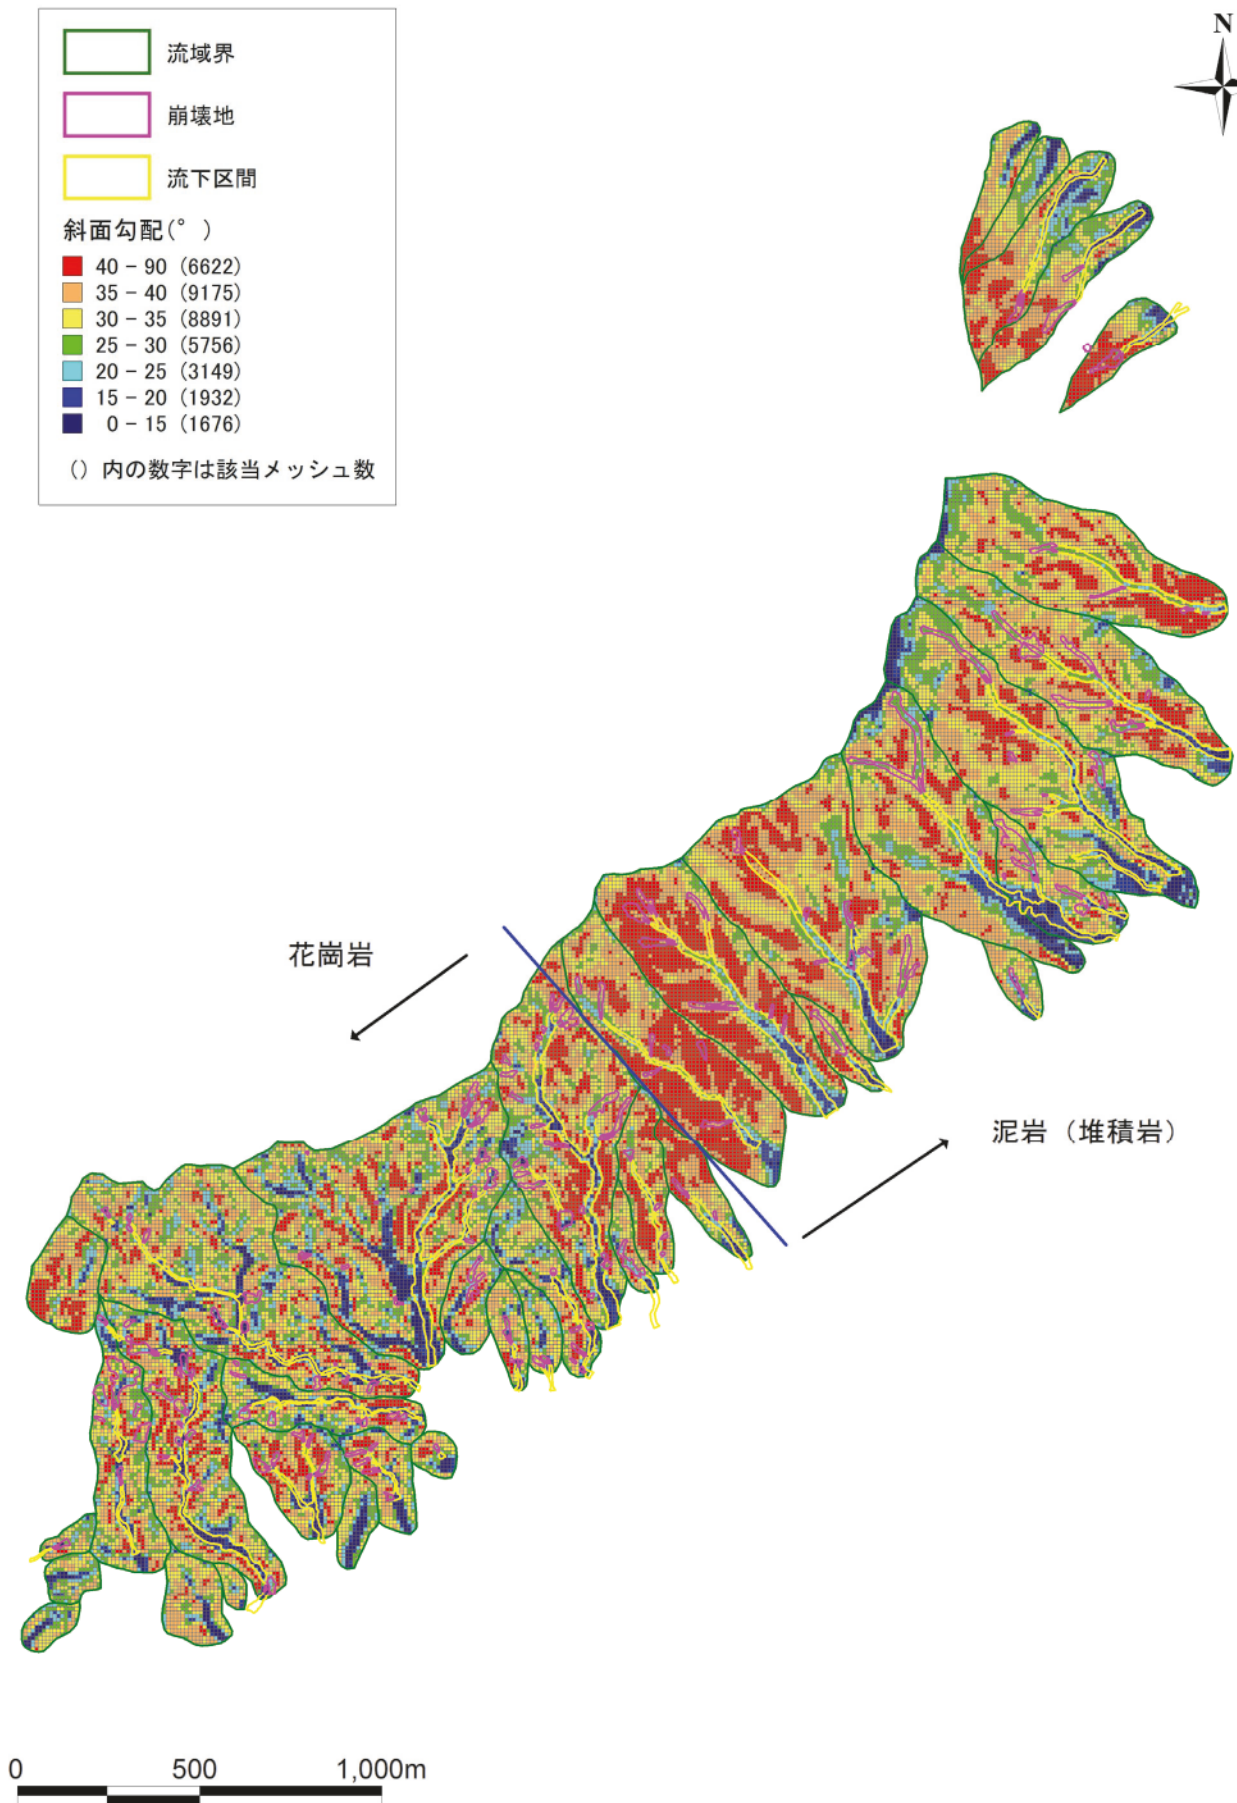 流域界
崩壊地
流下区間
斜面勾配(° )
40 - 90 (6622)
35 - 40 (9175)
30 - 35 (8891)
25 - 30 (5756)
20 - 25 (3149)
15 - 20 (1932)
0 - 15 (1676)
() 内の数字は該当メッシュ数
N
花崗岩
泥岩（堆積岩）
0 500 1,000m